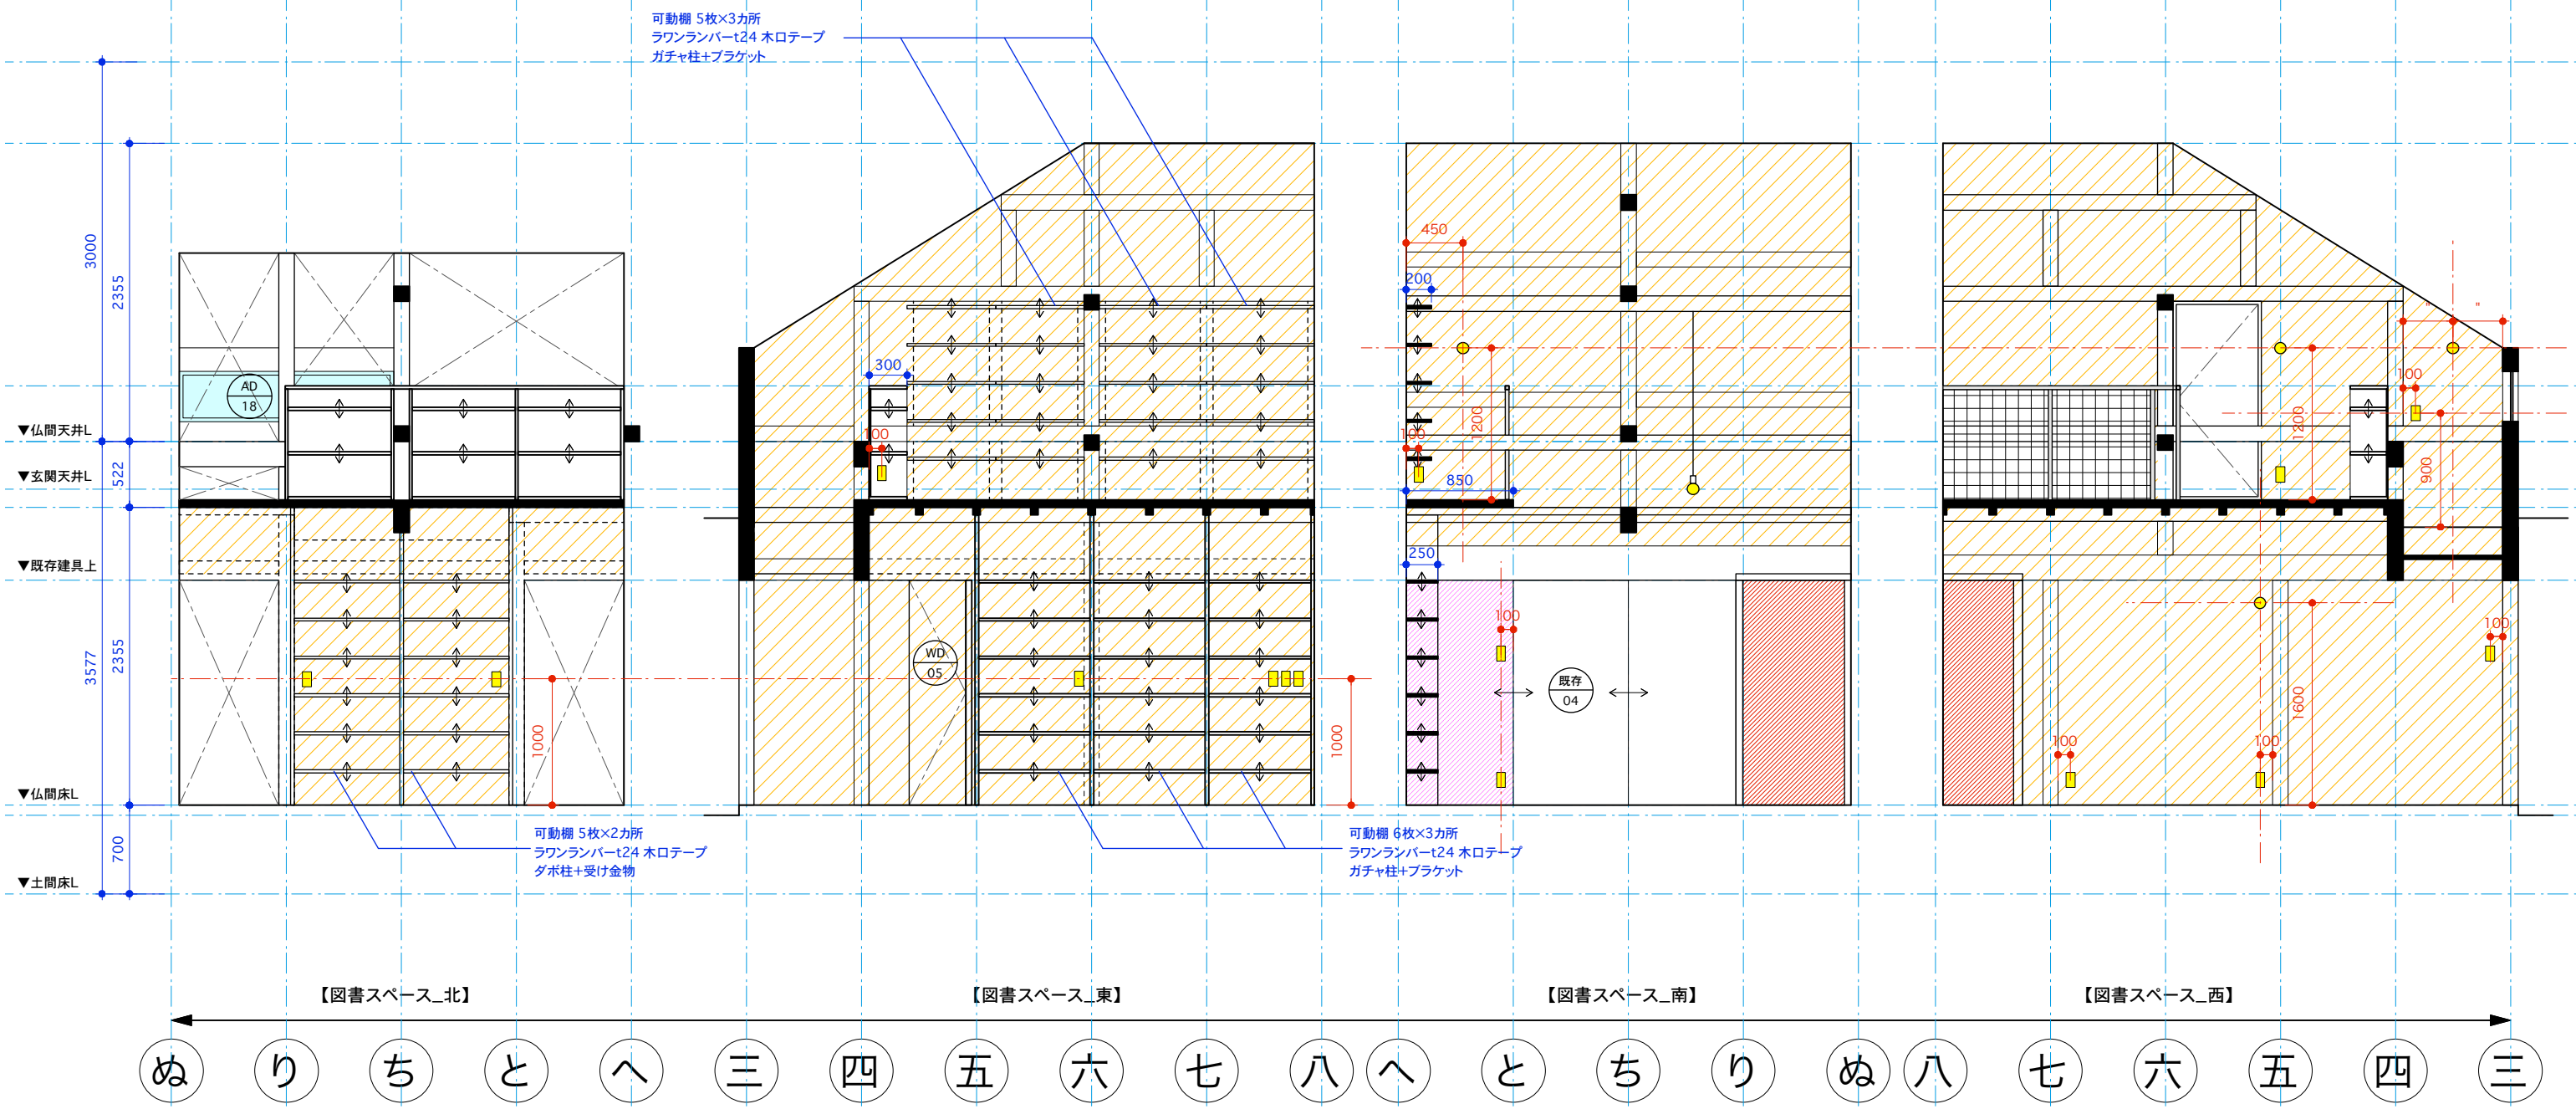 可動棚 5枚×3カ所
ラワンランバーt24 木口テープ
ガチャ柱+ブラケット
3000
2355
522
3577
2355
700
▼仏間天井L
▼玄関天井L
▼既存建具上
▼仏間床L
▼土間床L
AD
18
1000
可動棚 5枚×2カ所
ラワンランバーt24 木口テープ
ダボ柱+受け金物
300
100
WD
05
1000
可動棚 6枚×3カ所
ラワンランバーt24 木口テープ
ガチャ柱+ブラケット
450
200
1200
100
850
250
100
既存
04
"
"
100
1200
900
100
1600
100
100
【図書スペース_北】
【図書スペース_東】
【図書スペース_南】
【図書スペース_西】
ぬ り ち と へ 三 四 五 六 七 八 へ と ち り ぬ 八 七 六 五 四 三